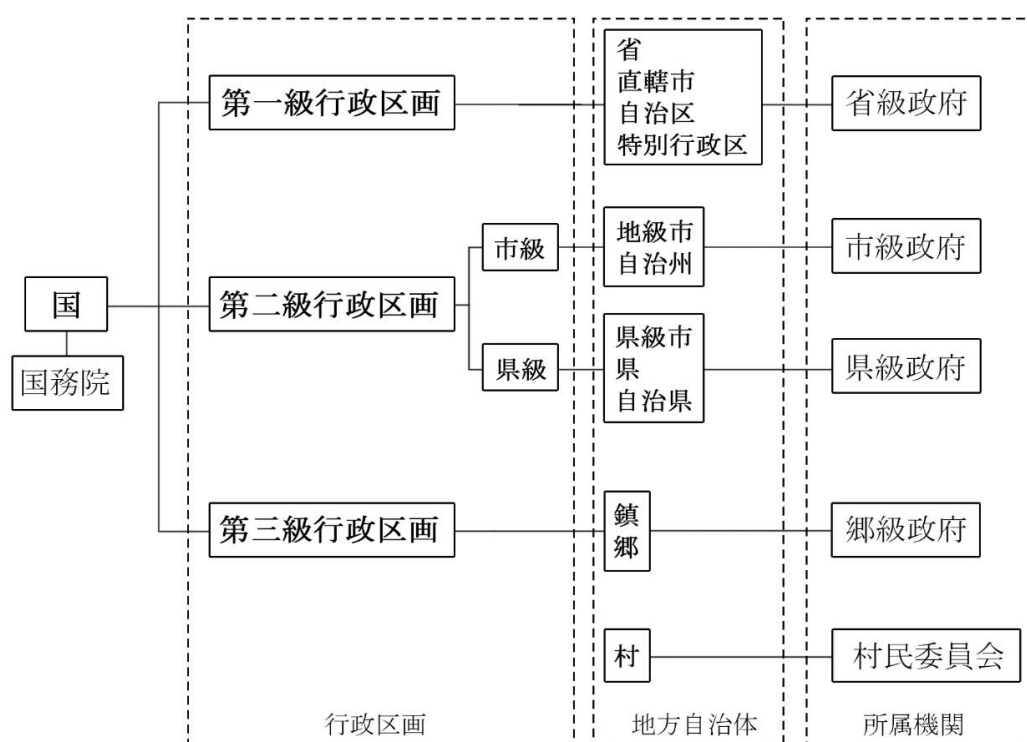 国
国務院
第一級行政区画
省
直轄市
自治区
特別行政区
省級政府
第二級行政区画
市級
地級市
自治州
市級政府
県級
県級市
県
自治県
県級政府
第三級行政区画
鎮
郷
郷級政府
村
村民委員会
行政区画
地方自治体
所属機関